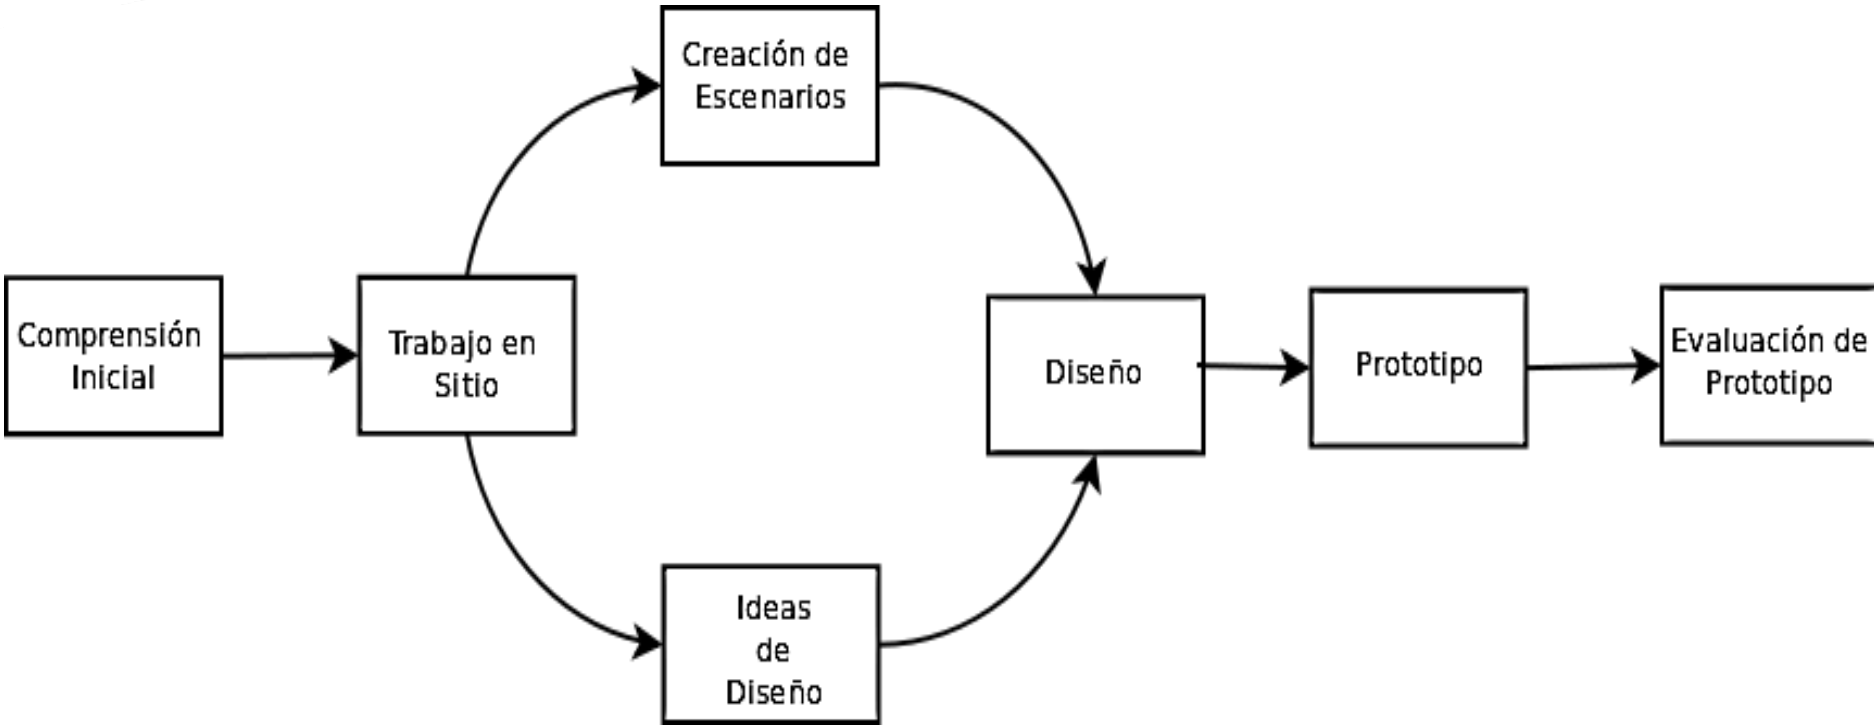 Creación de
Escenarios
Comprensión
Inicial
Trabajo en
Sitio
Diseño
Prototipo
Evaluación de
Prototipo
Ideas
de
Diseño